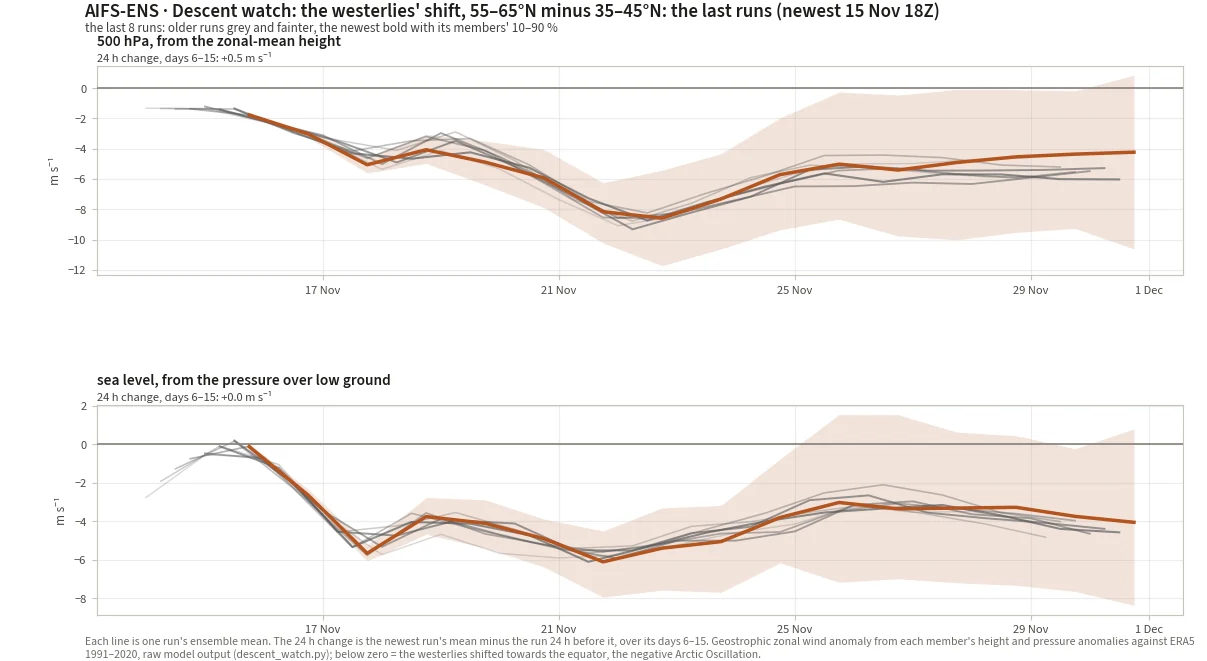 AIFS-ENS · Descent watch: the westerlies' shift, 55–65°N minus 35–45°N: the last runs (newest 15 Nov 18Z)
the last 8 runs: older runs grey and fainter, the newest bold with its members' 10–90 %
500 hPa, from the zonal-mean height
24 h change, days 6–15: +0.5 m s⁻¹
0
−2
−4
−6
−8
−10
−12
m s⁻¹
17 Nov
21 Nov
25 Nov
29 Nov
1 Dec
sea level, from the pressure over low ground
24 h change, days 6–15: +0.0 m s⁻¹
2
0
−2
−4
−6
−8
m s⁻¹
17 Nov
21 Nov
25 Nov
29 Nov
1 Dec
Each line is one run's ensemble mean. The 24 h change is the newest run's mean minus the run 24 h before it, over its days 6–15. Geostrophic zonal wind anomaly from each member's height and pressure anomalies against ERA5
1991–2020, raw model output (descent_watch.py); below zero = the westerlies shifted towards the equator, the negative Arctic Oscillation.